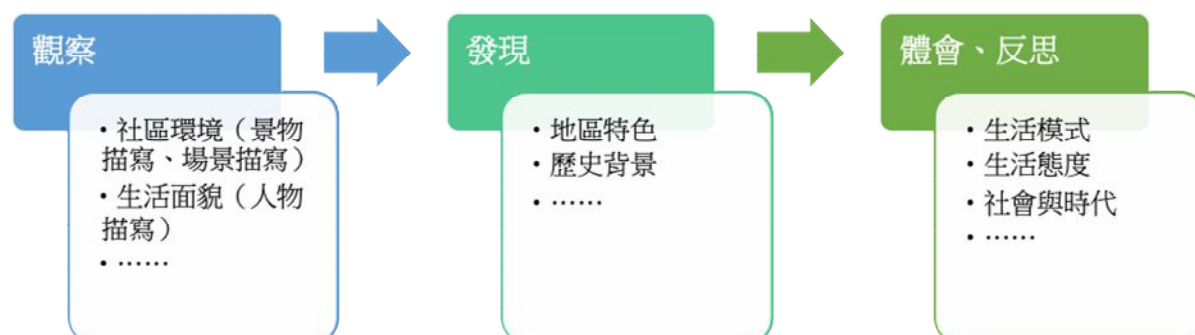 觀察
・社區環境（景物
描寫、場景描寫）
・生活面貌（人物
描寫）
・……
發現
・地區特色
・歷史背景
・……
體會、反思
・生活模式
・生活態度
・社會與時代
・……